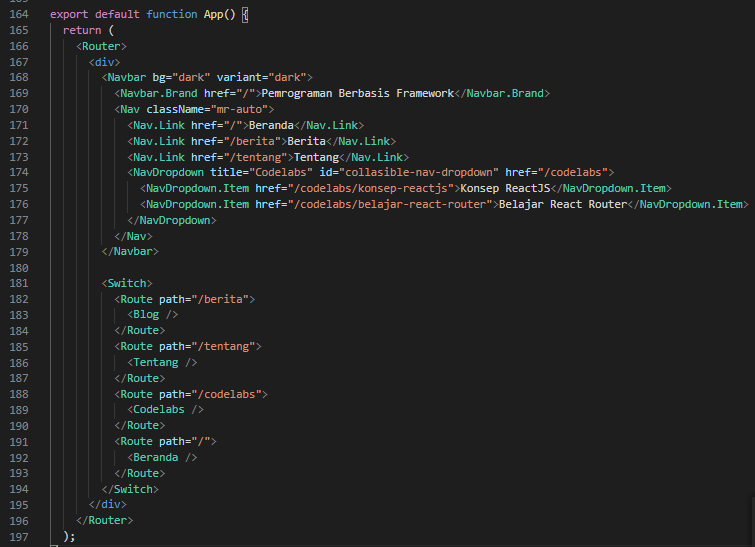 164 export default function App() {
165   return (
166     <Router>
167       <div>
168         <Navbar bg="dark" variant="dark">
169           <Navbar.Brand href="/">Pemrograman Berbasis Framework</Navbar.Brand>
170           <Nav className="mr-auto">
171             <Nav.Link href="/">Beranda</Nav.Link>
172             <Nav.Link href="/berita">Berita</Nav.Link>
173             <Nav.Link href="/tentang">Tentang</Nav.Link>
174             <NavDropdown title="Codelabs" id="collasible-nav-dropdown" href="/codelabs">
175               <NavDropdown.Item href="/codelabs/konsep-reactjs">Konsep ReactJS</NavDropdown.Item>
176               <NavDropdown.Item href="/codelabs/belajar-react-router">Belajar React Router</NavDropdown.Item>
177             </NavDropdown>
178           </Nav>
179         </Navbar>
180
181         <Switch>
182           <Route path="/berita">
183             <Blog />
184           </Route>
185           <Route path="/tentang">
186             <Tentang />
187           </Route>
188           <Route path="/codelabs">
189             <Codelabs />
190           </Route>
191           <Route path="/">
192             <Beranda />
193           </Route>
194         </Switch>
195       </div>
196     </Router>
197   );